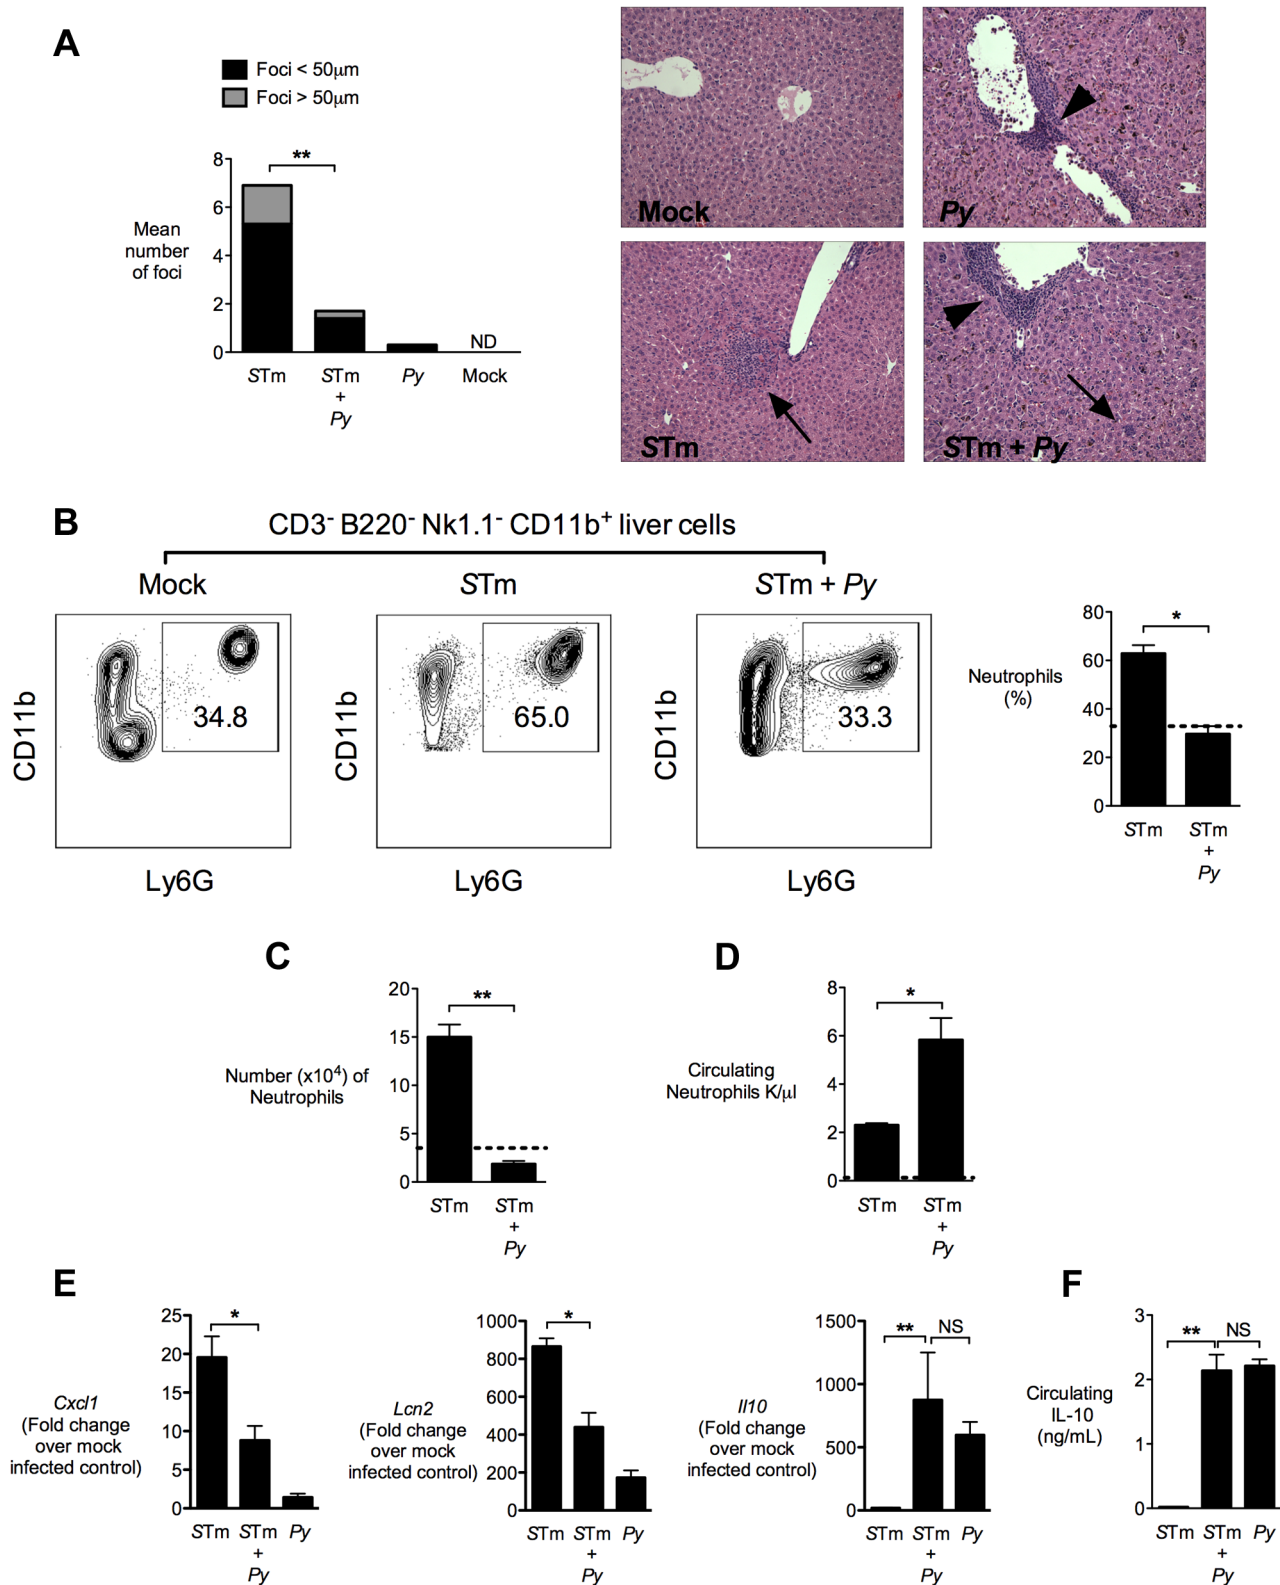 A
Foci < 50μm
Foci > 50μm
8
6
4
2
0
**
Mean
number
of foci
STm
STm
+
Py
Py
ND
Mock
Mock
Py
STm
STm + Py
B
CD3⁻ B220⁻ Nk1.1⁻ CD11b⁺ liver cells
Mock
STm
STm + Py
34.8
65.0
33.3
CD11b
CD11b
CD11b
Ly6G
Ly6G
Ly6G
Neutrophils
(%)
80
60
40
20
0
*
STm
STm
+
Py
C
Number (x10⁴) of
Neutrophils
20
15
10
5
0
**
STm
STm
+
Py
D
Circulating
Neutrophils K/μl
8
6
4
2
0
*
STm
STm
+
Py
E
Cxcl1
(Fold change
over mock
infected control)
25
20
15
10
5
0
*
STm
STm
+
Py
Py
Lcn2
(Fold change
over mock
infected control)
1000
800
600
400
200
0
*
STm
STm
+
Py
Py
Il10
(Fold change
over mock
infected control)
1500
1000
500
0
**
NS
STm
STm
+
Py
Py
F
Circulating
IL-10
(ng/mL)
3
2
1
0
**
NS
STm
STm
+
Py
Py